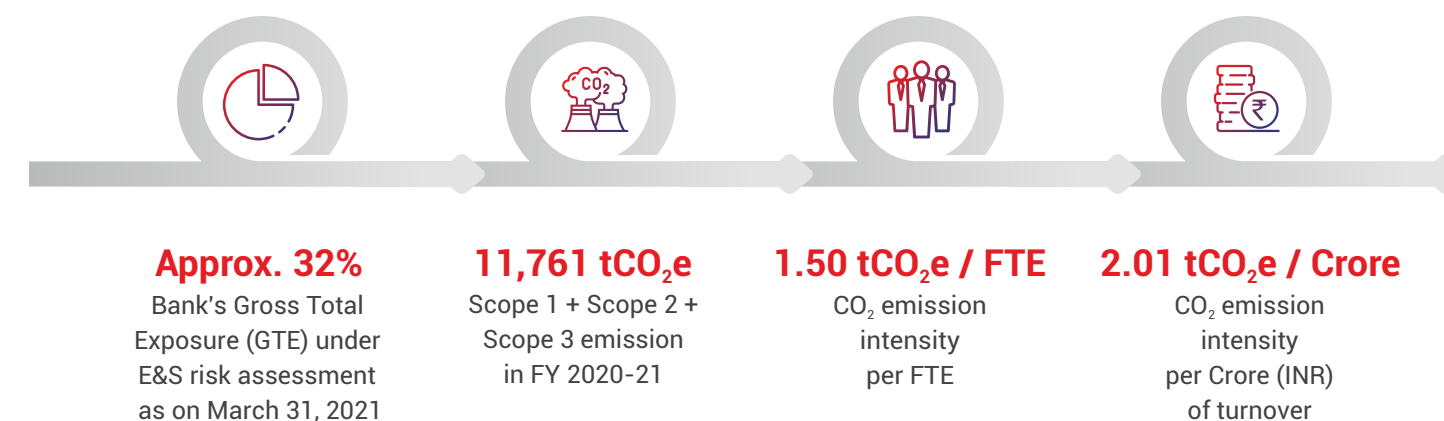 CO₂
₹
Approx. 32%
Bank's Gross Total
Exposure (GTE) under
E&S risk assessment
as on March 31, 2021
11,761 tCO₂e
Scope 1 + Scope 2 +
Scope 3 emission
in FY 2020-21
1.50 tCO₂e / FTE
CO₂ emission
intensity
per FTE
2.01 tCO₂e / Crore
CO₂ emission
intensity
per Crore (INR)
of turnover